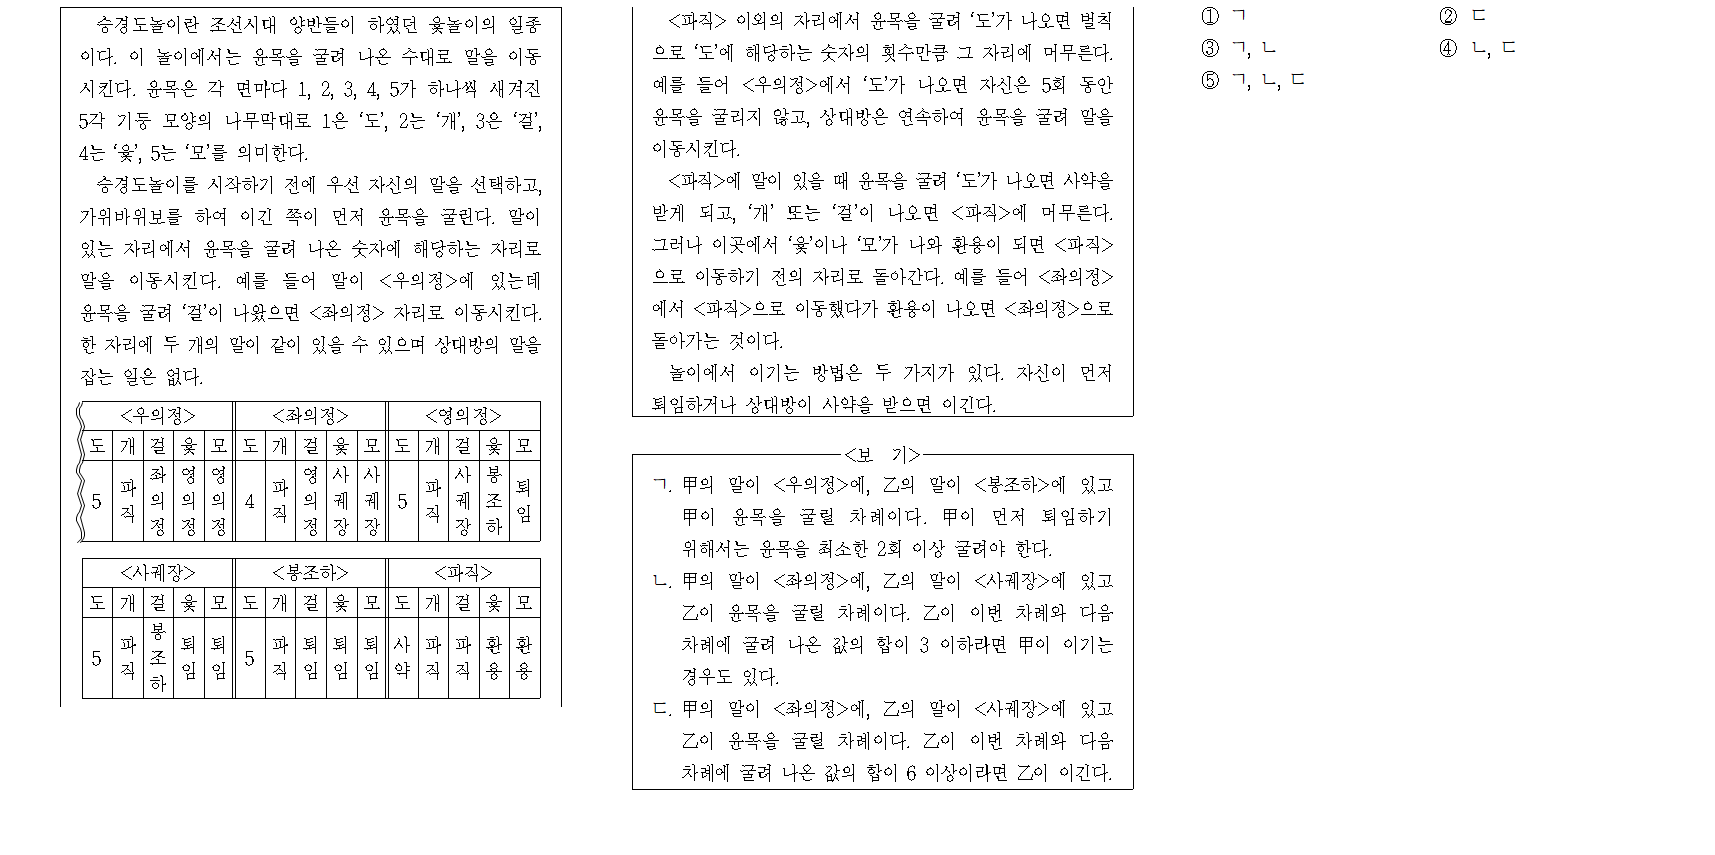 승경도놀이란 조선시대 양반들이 하였던 윷놀이의 일종
이다. 이 놀이에서는 윤목을 굴려 나온 수대로 말을 이동
시킨다. 윤목은 각 면마다 1, 2, 3, 4, 5가 하나씩 새겨진
5각 기둥 모양의 나무막대로 1은 ‘도’, 2는 ‘개’, 3은 ‘걸’,
4는 ‘윷’, 5는 ‘모’를 의미한다.
승경도놀이를 시작하기 전에 우선 자신의 말을 선택하고,
가위바위보를 하여 이긴 쪽이 먼저 윤목을 굴린다. 말이
있는 자리에서 윤목을 굴려 나온 숫자에 해당하는 자리로
말을 이동시킨다. 예를 들어 말이 <우의정>에 있는데
윤목을 굴려 ‘걸’이 나왔으면 <좌의정> 자리로 이동시킨다.
한 자리에 두 개의 말이 같이 있을 수 있으며 상대방의 말을
잡는 일은 없다.
<우의정> <좌의정> <영의정>
도 개 걸 윷 모 도 개 걸 윷 모 도 개 걸 윷 모
5 파직 좌의정 영의정 영의정 4 파직 영의정 사궤장 사궤장 5 파직 사궤장 봉조하 퇴임
<사궤장> <봉조하> <파직>
도 개 걸 윷 모 도 개 걸 윷 모 도 개 걸 윷 모
5 파직 봉조하 퇴임 퇴임 5 파직 퇴임 퇴임 퇴임 사약 파직 파직 환용 환용
<파직> 이외의 자리에서 윤목을 굴려 ‘도’가 나오면 벌칙
으로 ‘도’에 해당하는 숫자의 횟수만큼 그 자리에 머무른다.
예를 들어 <우의정>에서 ‘도’가 나오면 자신은 5회 동안
윤목을 굴리지 않고, 상대방은 연속하여 윤목을 굴려 말을
이동시킨다.
<파직>에 말이 있을 때 윤목을 굴려 ‘도’가 나오면 사약을
받게 되고, ‘개’ 또는 ‘걸’이 나오면 <파직>에 머무른다.
그러나 이곳에서 ‘윷’이나 ‘모’가 나와 환용이 되면 <파직>
으로 이동하기 전의 자리로 돌아간다. 예를 들어 <좌의정>
에서 <파직>으로 이동했다가 환용이 나오면 <좌의정>으로
돌아가는 것이다.
놀이에서 이기는 방법은 두 가지가 있다. 자신이 먼저
퇴임하거나 상대방이 사약을 받으면 이긴다.
<보 기>
ㄱ. 甲의 말이 <우의정>에, 乙의 말이 <봉조하>에 있고
甲이 윤목을 굴릴 차례이다. 甲이 먼저 퇴임하기
위해서는 윤목을 최소한 2회 이상 굴려야 한다.
ㄴ. 甲의 말이 <좌의정>에, 乙의 말이 <사궤장>에 있고
乙이 윤목을 굴릴 차례이다. 乙이 이번 차례와 다음
차례에 굴려 나온 값의 합이 3 이하라면 甲이 이기는
경우도 있다.
ㄷ. 甲의 말이 <좌의정>에, 乙의 말이 <사궤장>에 있고
乙이 윤목을 굴릴 차례이다. 乙이 이번 차례와 다음
차례에 굴려 나온 값의 합이 6 이상이라면 乙이 이긴다.
① ㄱ ② ㄷ
③ ㄱ, ㄴ ④ ㄴ, ㄷ
⑤ ㄱ, ㄴ, ㄷ